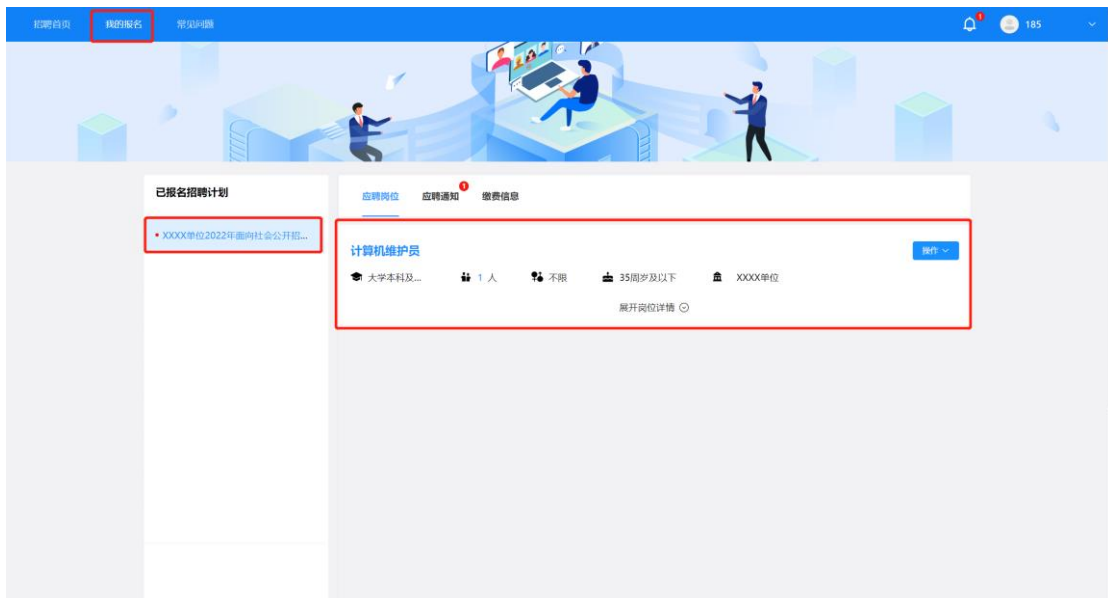 招聘首页 我的报名 常见问题 1 185
已报名招聘计划
应聘岗位 应聘通知 1 缴费信息
XXXX单位2022年面向社会公开招...
计算机维护员 操作
大学本科及... 1 人 不限 35周岁及以下 XXXX单位
展开岗位详情